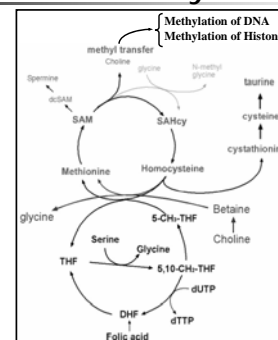 Methylation of DNA
Methylation of Histon
methyl transfer
Choline
glycine
N-methyl
glycine
Spermine
dcSAM
SAM
SAHcy
taurine
cysteine
cystathionin
Methionine
Homocysteine
glycine
5-CH₃-THF
Betaine
Choline
Serine
Glycine
THF
5,10-CH₂-THF
dUTP
dTTP
DHF
Folic acid